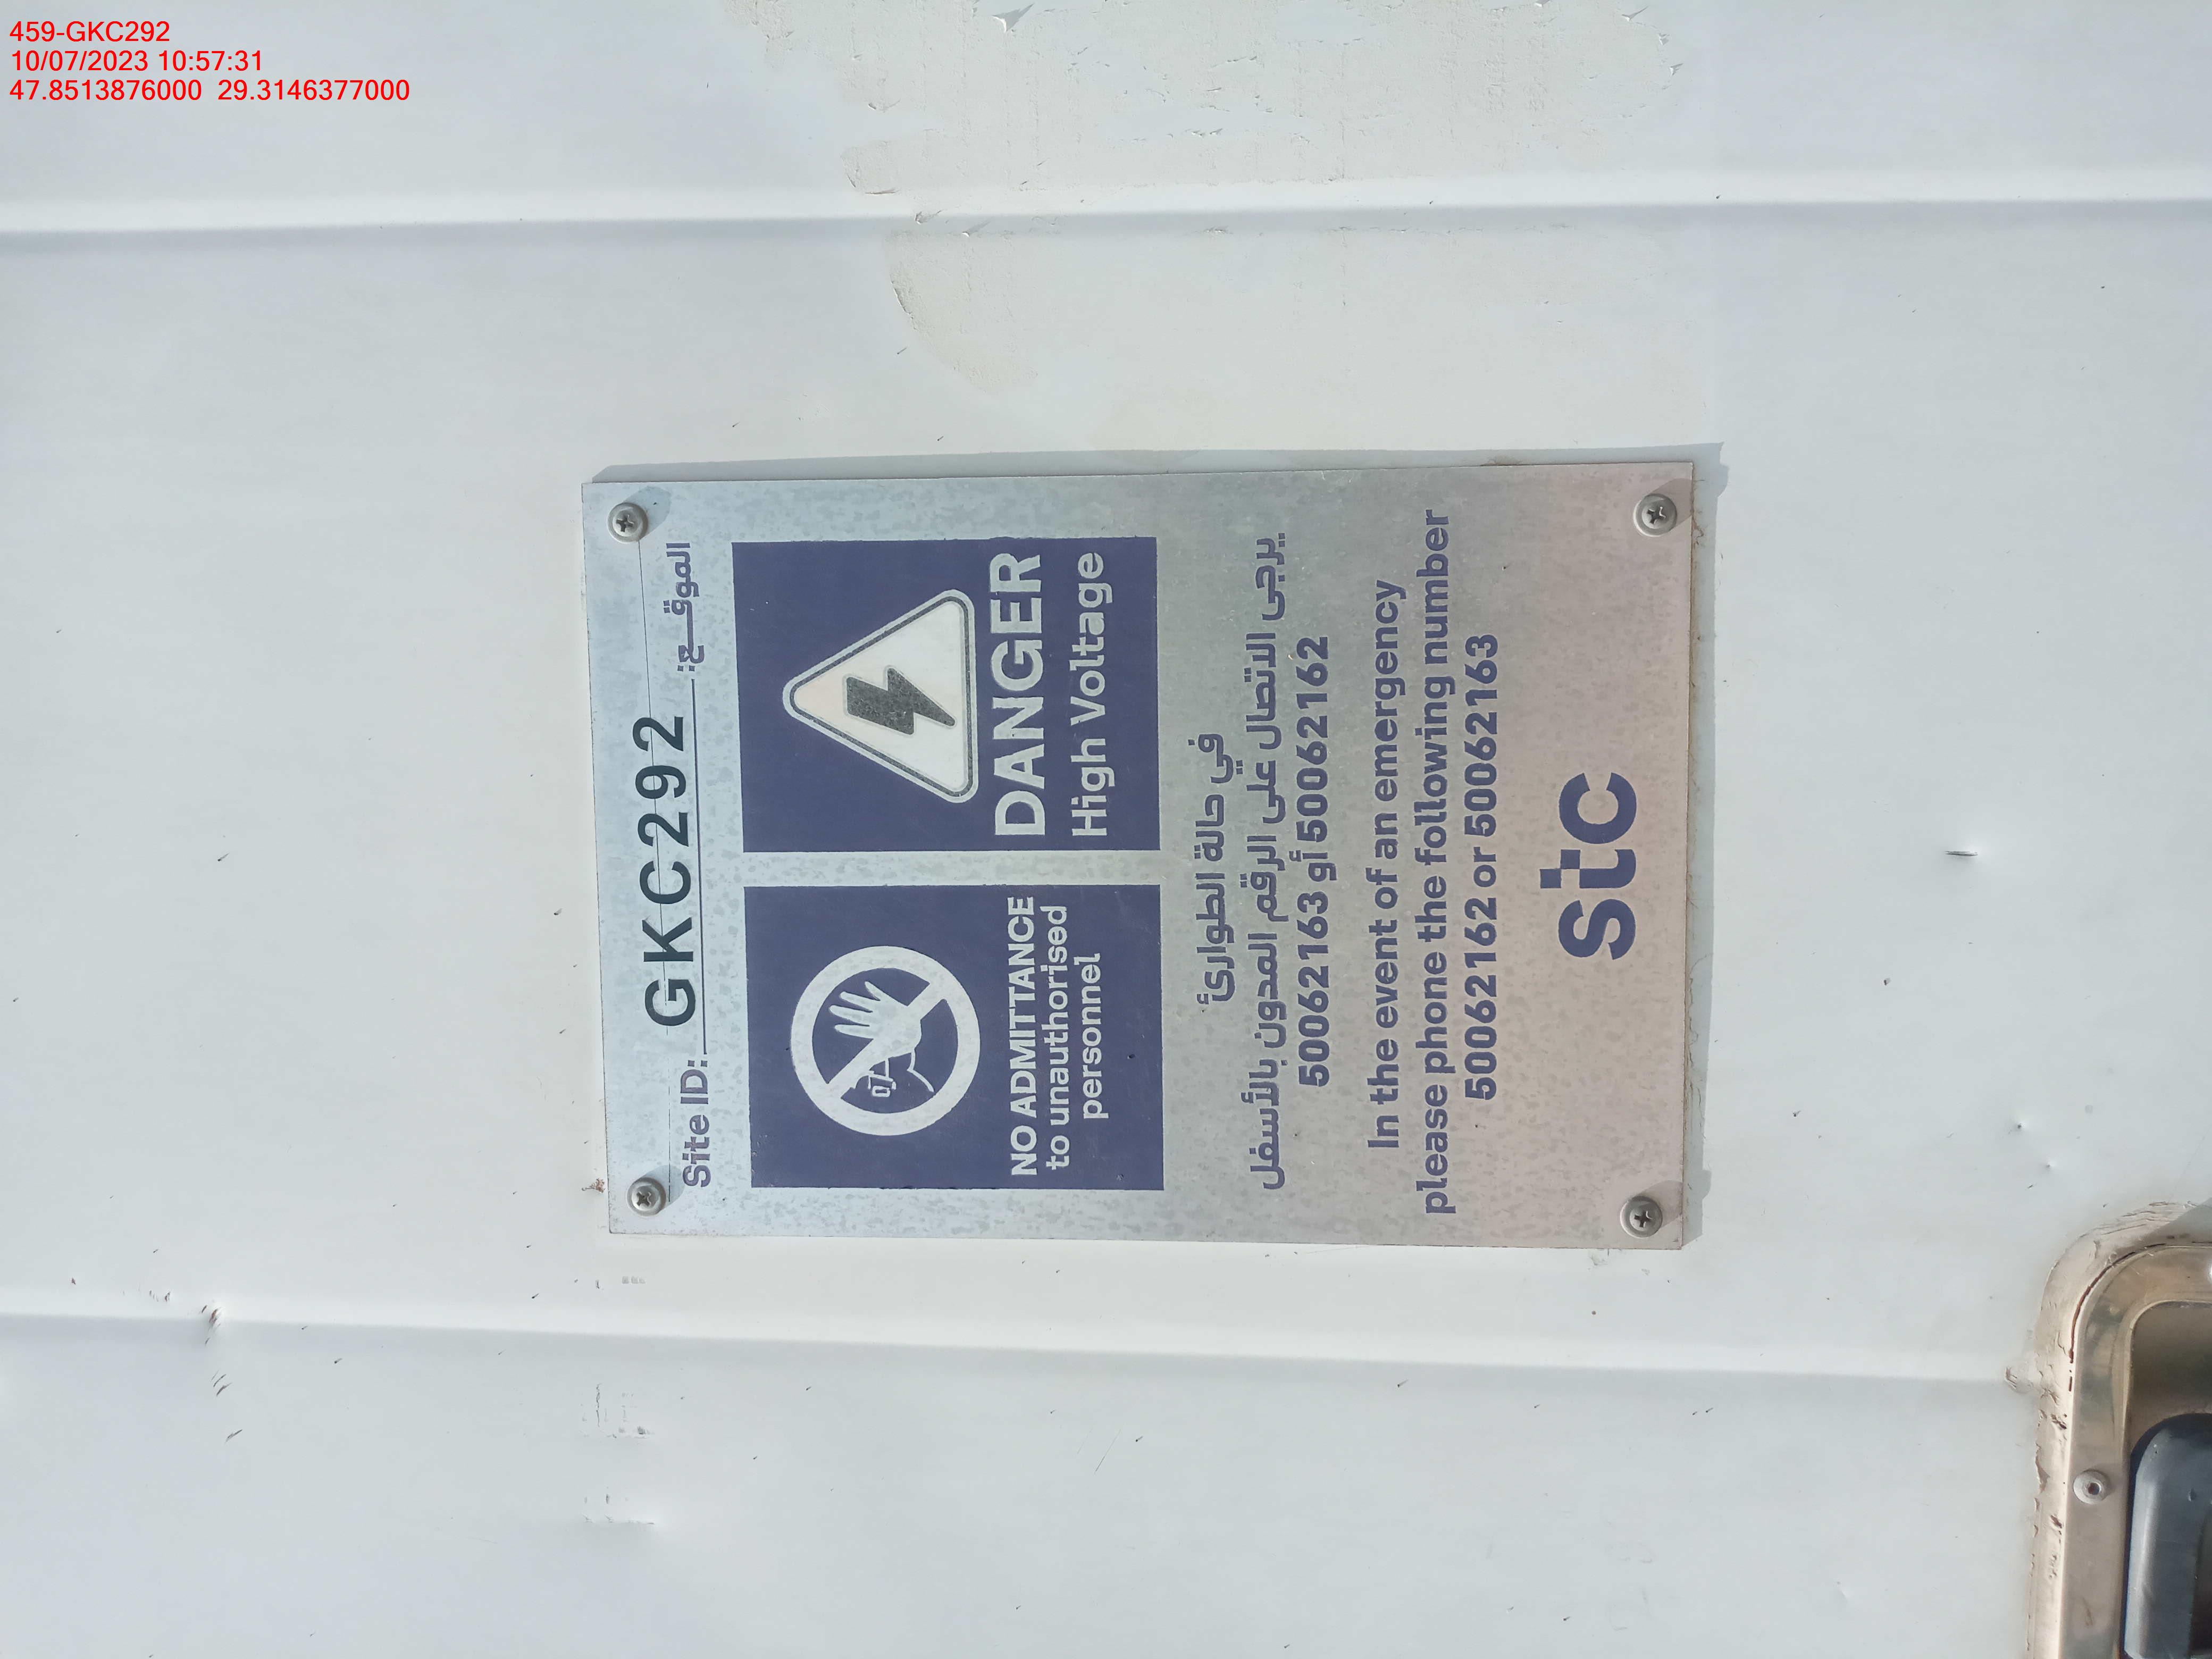 459-GKC292
10/07/2023 10:57:31
47.8513876000 29.3146377000
Site ID: GKC292 الموقـــع:
NO ADMITTANCE
to unauthorised
personnel
DANGER
High Voltage
في حالة الطوارئ
يرجى الاتصال على الرقم المدون بالأسفل
50062162 أو 50062163
In the event of an emergency
please phone the following number
50062162 or 50062163
stc